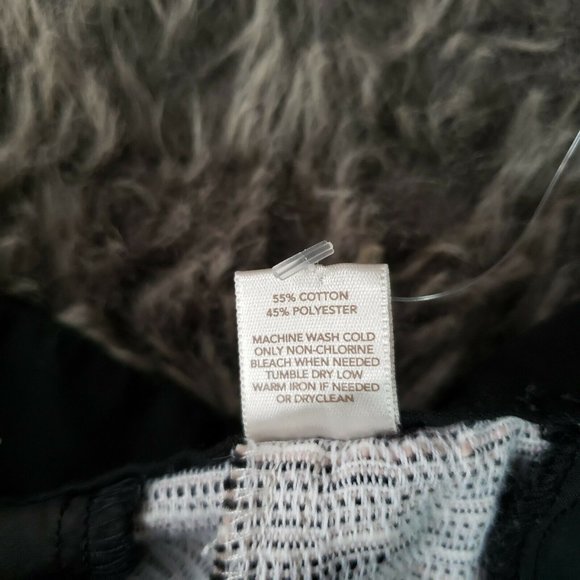 55% COTTON
45% POLYESTER
MACHINE WASH COLD
ONLY NON-CHLORINE
BLEACH WHEN NEEDED
TUMBLE DRY LOW
WARM IRON IF NEEDED
OR DRYCLEAN